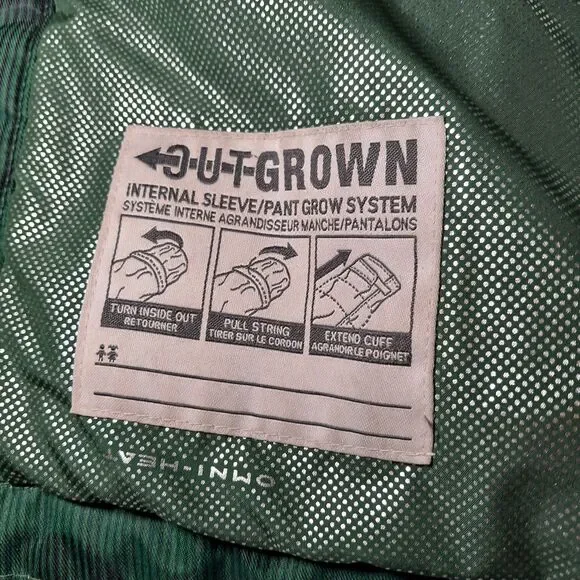 OUTGROWN
INTERNAL SLEEVE/PANT GROW SYSTEM
SYSTÈME INTERNE AGRANDISSEUR MANCHE/PANTALONS
TURN INSIDE OUT
RETOURNER
PULL STRING
TIRER SUR LE CORDON
EXTEND CUFF
AGRANDIR LE POIGNET
OMNI-HEAT